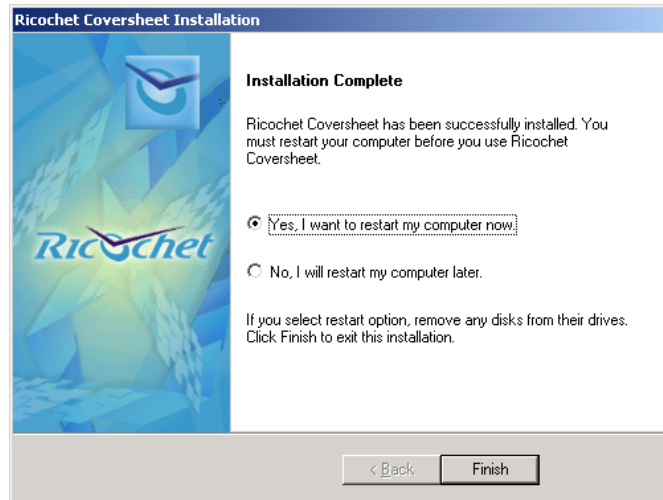 Ricochet Coversheet Installation
Installation Complete
Ricochet Coversheet has been successfully installed. You
must restart your computer before you use Ricochet
Coversheet.
Yes, I want to restart my computer now.
Ricochet
No, I will restart my computer later.
If you select restart option, remove any disks from their drives.
Click Finish to exit this installation.
< Back
Finish